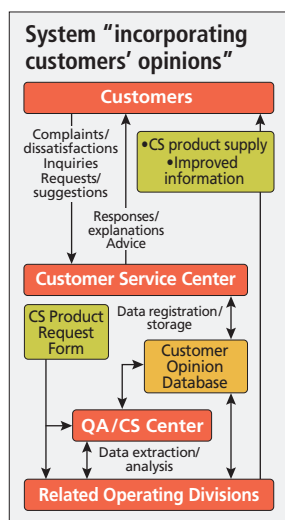 System “incorporating
customers’ opinions”
Customers
Complaints/
dissatisfactions
Inquiries
Requests/
suggestions
•CS product supply
•Improved
information
Responses/
explanations
Advice
Customer Service Center
CS Product
Request
Form
Data registration/
storage
Customer
Opinion
Database
QA/CS Center
Data extraction/
analysis
Related Operating Divisions